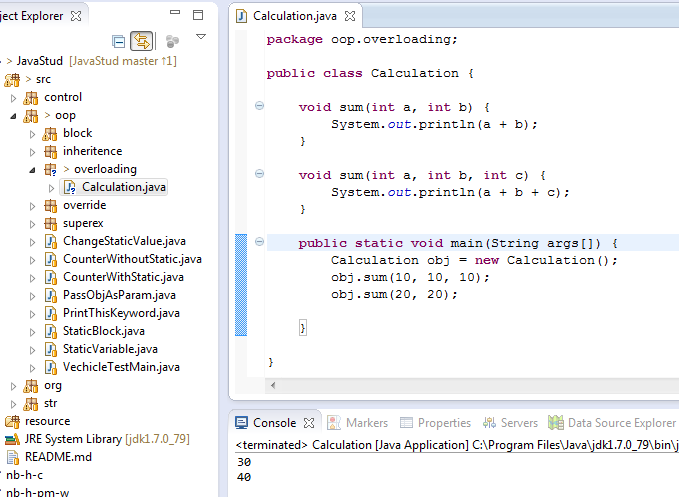 ject Explorer
> JavaStud [JavaStud master ↑1]
> src
control
> oop
block
inheritence
> overloading
Calculation.java
override
superex
ChangeStaticValue.java
CounterWithoutStatic.java
CounterWithStatic.java
PassObjAsParam.java
PrintThisKeyword.java
StaticBlock.java
StaticVariable.java
VechicleTestMain.java
org
str
resource
JRE System Library [jdk1.7.0_79]
README.md
nb-h-c
nb-h-pm-w
Calculation.java
package oop.overloading;
public class Calculation {
void sum(int a, int b) {
System.out.println(a + b);
}
void sum(int a, int b, int c) {
System.out.println(a + b + c);
}
public static void main(String args[]) {
Calculation obj = new Calculation();
obj.sum(10, 10, 10);
obj.sum(20, 20);
}
}
Console Markers Properties Servers Data Source Explorer
<terminated> Calculation [Java Application] C:\Program Files\Java\jdk1.7.0_79\bin\j
30
40